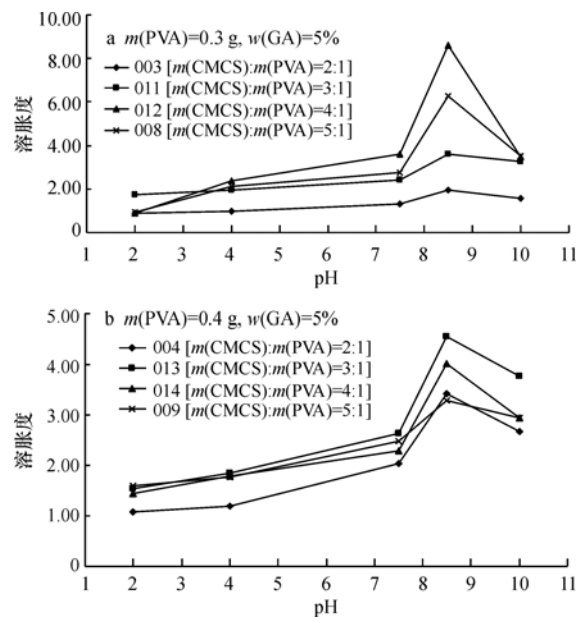 10.00
a m(PVA)=0.3 g, w(GA)=5%
003 [m(CMCS):m(PVA)=2:1]
8.00
011 [m(CMCS):m(PVA)=3:1]
012 [m(CMCS):m(PVA)=4:1]
6.00
008 [m(CMCS):m(PVA)=5:1]
溶胀度
4.00
2.00
0
1 2 3 4 5 6 7 8 9 10 11
pH
5.00
b m(PVA)=0.4 g, w(GA)=5%
004 [m(CMCS):m(PVA)=2:1]
4.00
013 [m(CMCS):m(PVA)=3:1]
014 [m(CMCS):m(PVA)=4:1]
009 [m(CMCS):m(PVA)=5:1]
3.00
溶胀度
2.00
1.00
0
1 2 3 4 5 6 7 8 9 10 11
pH